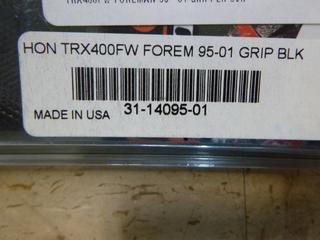 HON TRX400FW FOREM 95-01 GRIP BLK
MADE IN USA
31-14095-01